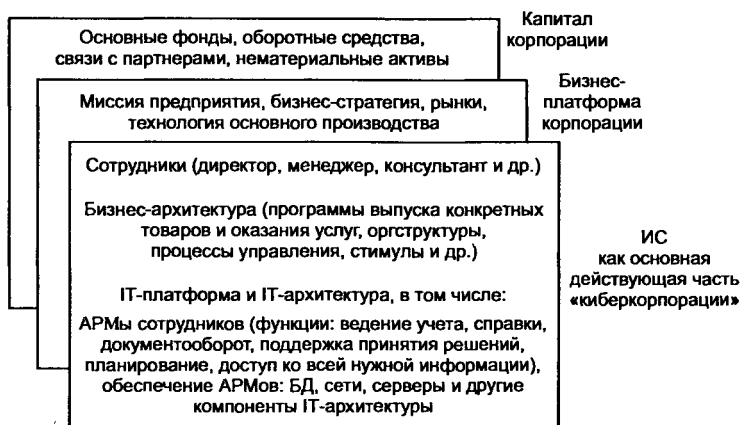 Капитал
корпорации
Основные фонды, оборотные средства,
связи с партнерами, нематериальные активы
Бизнес-
платформа
корпорации
Миссия предприятия, бизнес-стратегия, рынки,
технология основного производства
Сотрудники (директор, менеджер, консультант и др.)
Бизнес-архитектура (программы выпуска конкретных
товаров и оказания услуг, оргструктуры,
процессы управления, стимулы и др.)
IT-платформа и IT-архитектура, в том числе:
АРМы сотрудников (функции: ведение учета, справки,
документооборот, поддержка принятия решений,
планирование, доступ ко всей нужной информации),
обеспечение АРМов: БД, сети, серверы и другие
компоненты IT-архитектуры
ИС
как основная
действующая часть
«киберкорпорации»